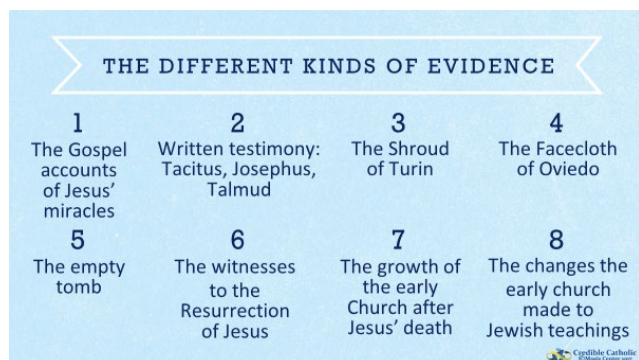 THE DIFFERENT KINDS OF EVIDENCE
1
The Gospel
accounts
of Jesus’
miracles
2
Written testimony:
Tacitus, Josephus,
Talmud
3
The Shroud
of Turin
4
The Facecloth
of Oviedo
5
The empty
tomb
6
The witnesses
to the
Resurrection
of Jesus
7
The growth of
the early
Church after
Jesus’ death
8
The changes the
early church
made to
Jewish teachings
Credible Catholic